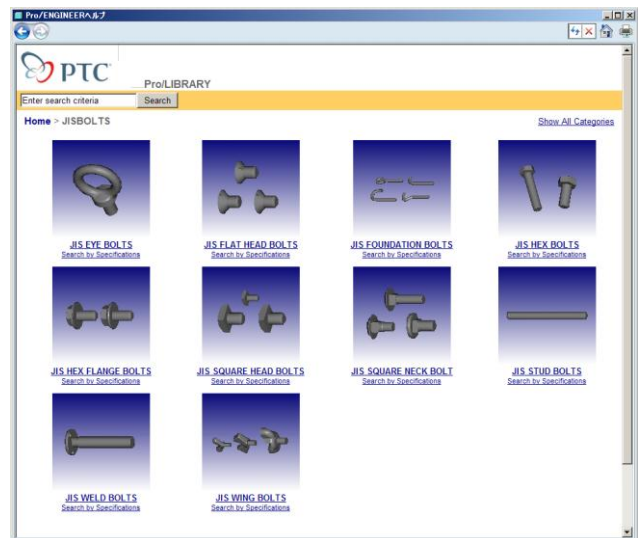 Pro/ENGINEERヘルプ
PTC
Pro/LIBRARY
Enter search criteria
Search
Home > JISBOLTS
Show All Categories
JIS EYE BOLTS
Search by Specifications
JIS FLAT HEAD BOLTS
Search by Specifications
JIS FOUNDATION BOLTS
Search by Specifications
JIS HEX BOLTS
Search by Specifications
JIS HEX FLANGE BOLTS
Search by Specifications
JIS SQUARE HEAD BOLTS
Search by Specifications
JIS SQUARE NECK BOLT
Search by Specifications
JIS STUD BOLTS
Search by Specifications
JIS WELD BOLTS
Search by Specifications
JIS WING BOLTS
Search by Specifications